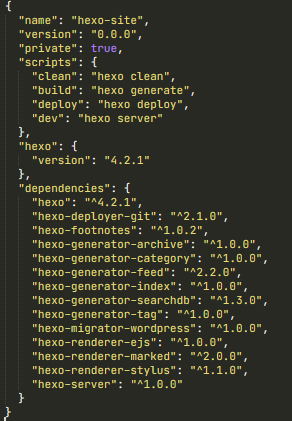 {
  "name": "hexo-site",
  "version": "0.0.0",
  "private": true,
  "scripts": {
    "clean": "hexo clean",
    "build": "hexo generate",
    "deploy": "hexo deploy",
    "dev": "hexo server"
  },
  "hexo": {
    "version": "4.2.1"
  },
  "dependencies": {
    "hexo": "^4.2.1",
    "hexo-deployer-git": "^2.1.0",
    "hexo-footnotes": "^1.0.2",
    "hexo-generator-archive": "^1.0.0",
    "hexo-generator-category": "^1.0.0",
    "hexo-generator-feed": "^2.2.0",
    "hexo-generator-index": "^1.0.0",
    "hexo-generator-searchdb": "^1.3.0",
    "hexo-generator-tag": "^1.0.0",
    "hexo-migrator-wordpress": "^1.0.0",
    "hexo-renderer-ejs": "^1.0.0",
    "hexo-renderer-marked": "^2.0.0",
    "hexo-renderer-stylus": "^1.1.0",
    "hexo-server": "^1.0.0"
  }
}